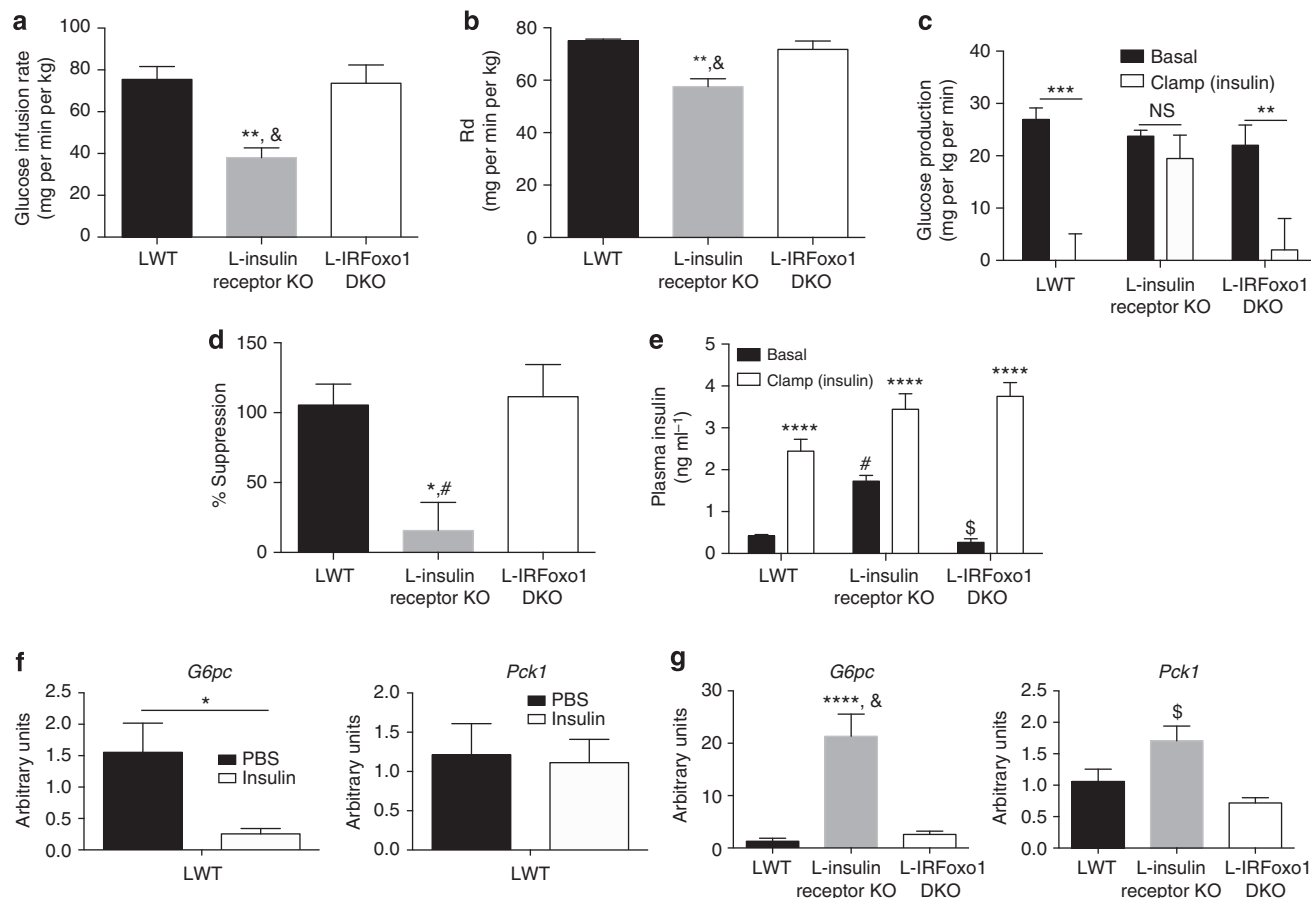 a
Glucose infusion rate
(mg per min per kg)
100
80
60
40
20
0
**, &
LWT
L-insulin
receptor KO
L-IRFoxo1
DKO
b
Rd
(mg per min per kg)
80
60
40
20
0
**,&
LWT
L-insulin
receptor KO
L-IRFoxo1
DKO
c
Glucose production
(mg per kg per min)
40
30
20
10
0
Basal
Clamp (insulin)
***
NS
**
LWT
L-insulin
receptor KO
L-IRFoxo1
DKO
d
% Suppression
150
100
50
0
*,#
LWT
L-insulin
receptor KO
L-IRFoxo1
DKO
e
Plasma insulin
(ng ml–1)
5
4
3
2
1
0
Basal
Clamp (insulin)
****
#
****
$
****
LWT
L-insulin
receptor KO
L-IRFoxo1
DKO
f
G6pc
Arbitrary units
2.5
2.0
1.5
1.0
0.5
0.0
*
PBS
Insulin
LWT
Pck1
Arbitrary units
2.0
1.5
1.0
0.5
0.0
PBS
Insulin
LWT
g
G6pc
Arbitrary units
30
20
10
0
****, &
LWT
L-insulin
receptor KO
L-IRFoxo1
DKO
Pck1
Arbitrary units
2.5
2.0
1.5
1.0
0.5
0.0
$
LWT
L-insulin
receptor KO
L-IRFoxo1
DKO